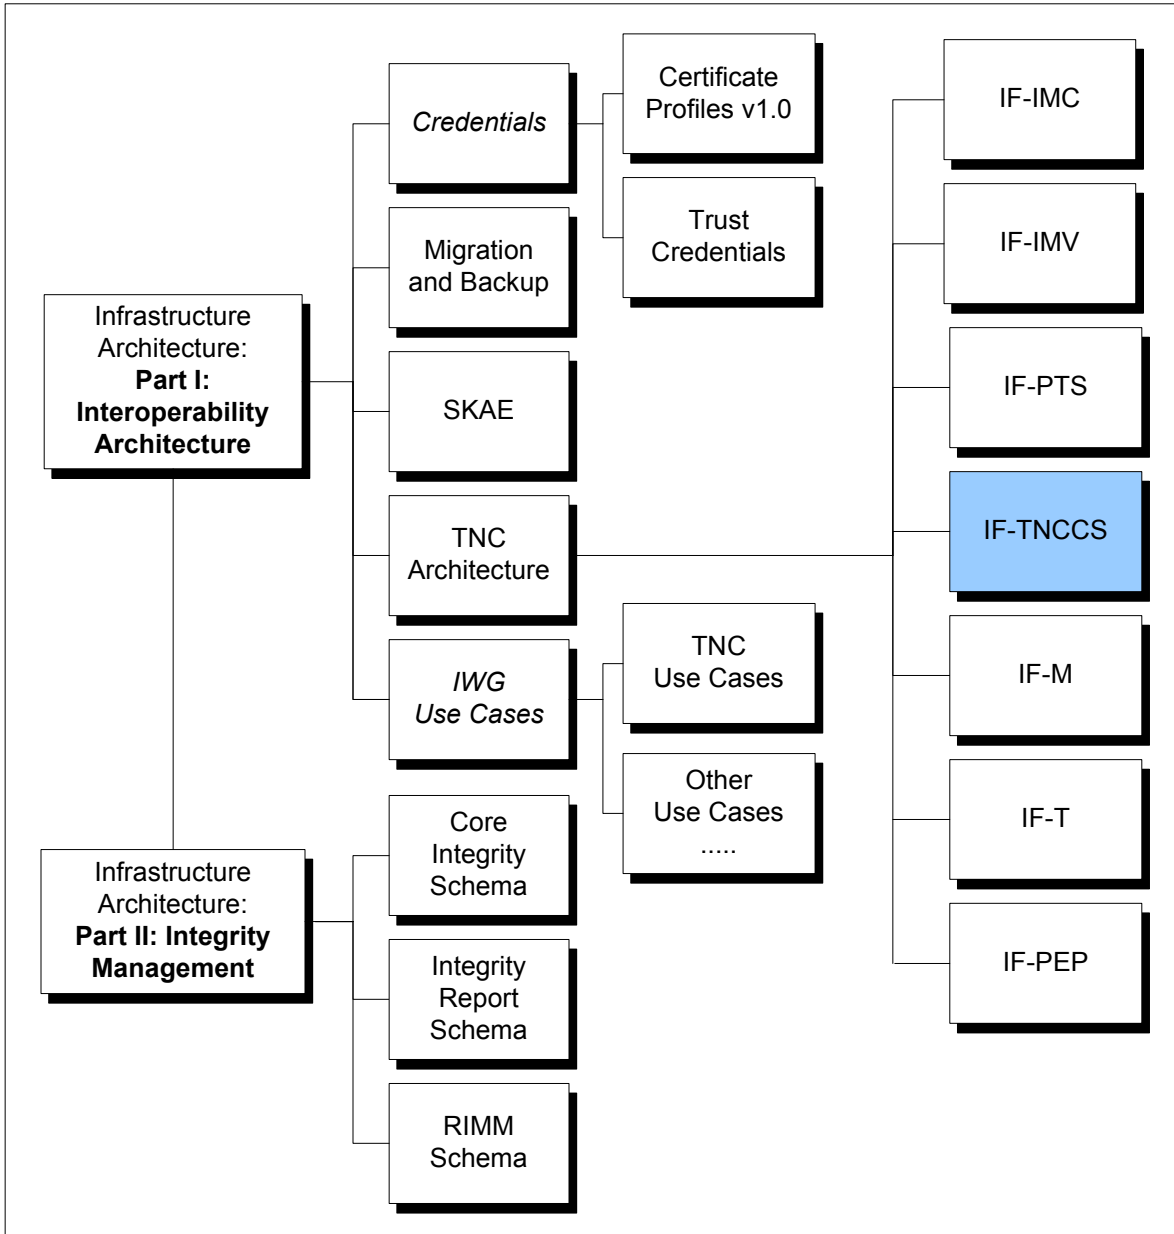 Infrastructure
Architecture:
Part I:
Interoperability
Architecture
Credentials
Certificate
Profiles v1.0
Trust
Credentials
Migration
and Backup
SKAE
TNC
Architecture
IF-IMC
IF-IMV
IF-PTS
IF-TNCCS
IF-M
IF-T
IF-PEP
IWG
Use Cases
TNC
Use Cases
Other
Use Cases
.....
Infrastructure
Architecture:
Part II: Integrity
Management
Core
Integrity
Schema
Integrity
Report
Schema
RIMM
Schema